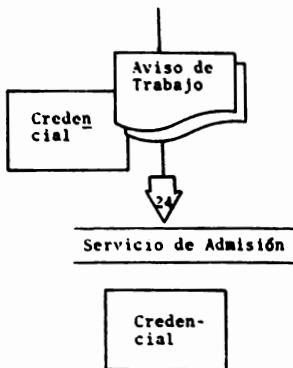 Aviso de
Trabajo
Creden
cial
24
Servicio de Admisión
Creden-
cial